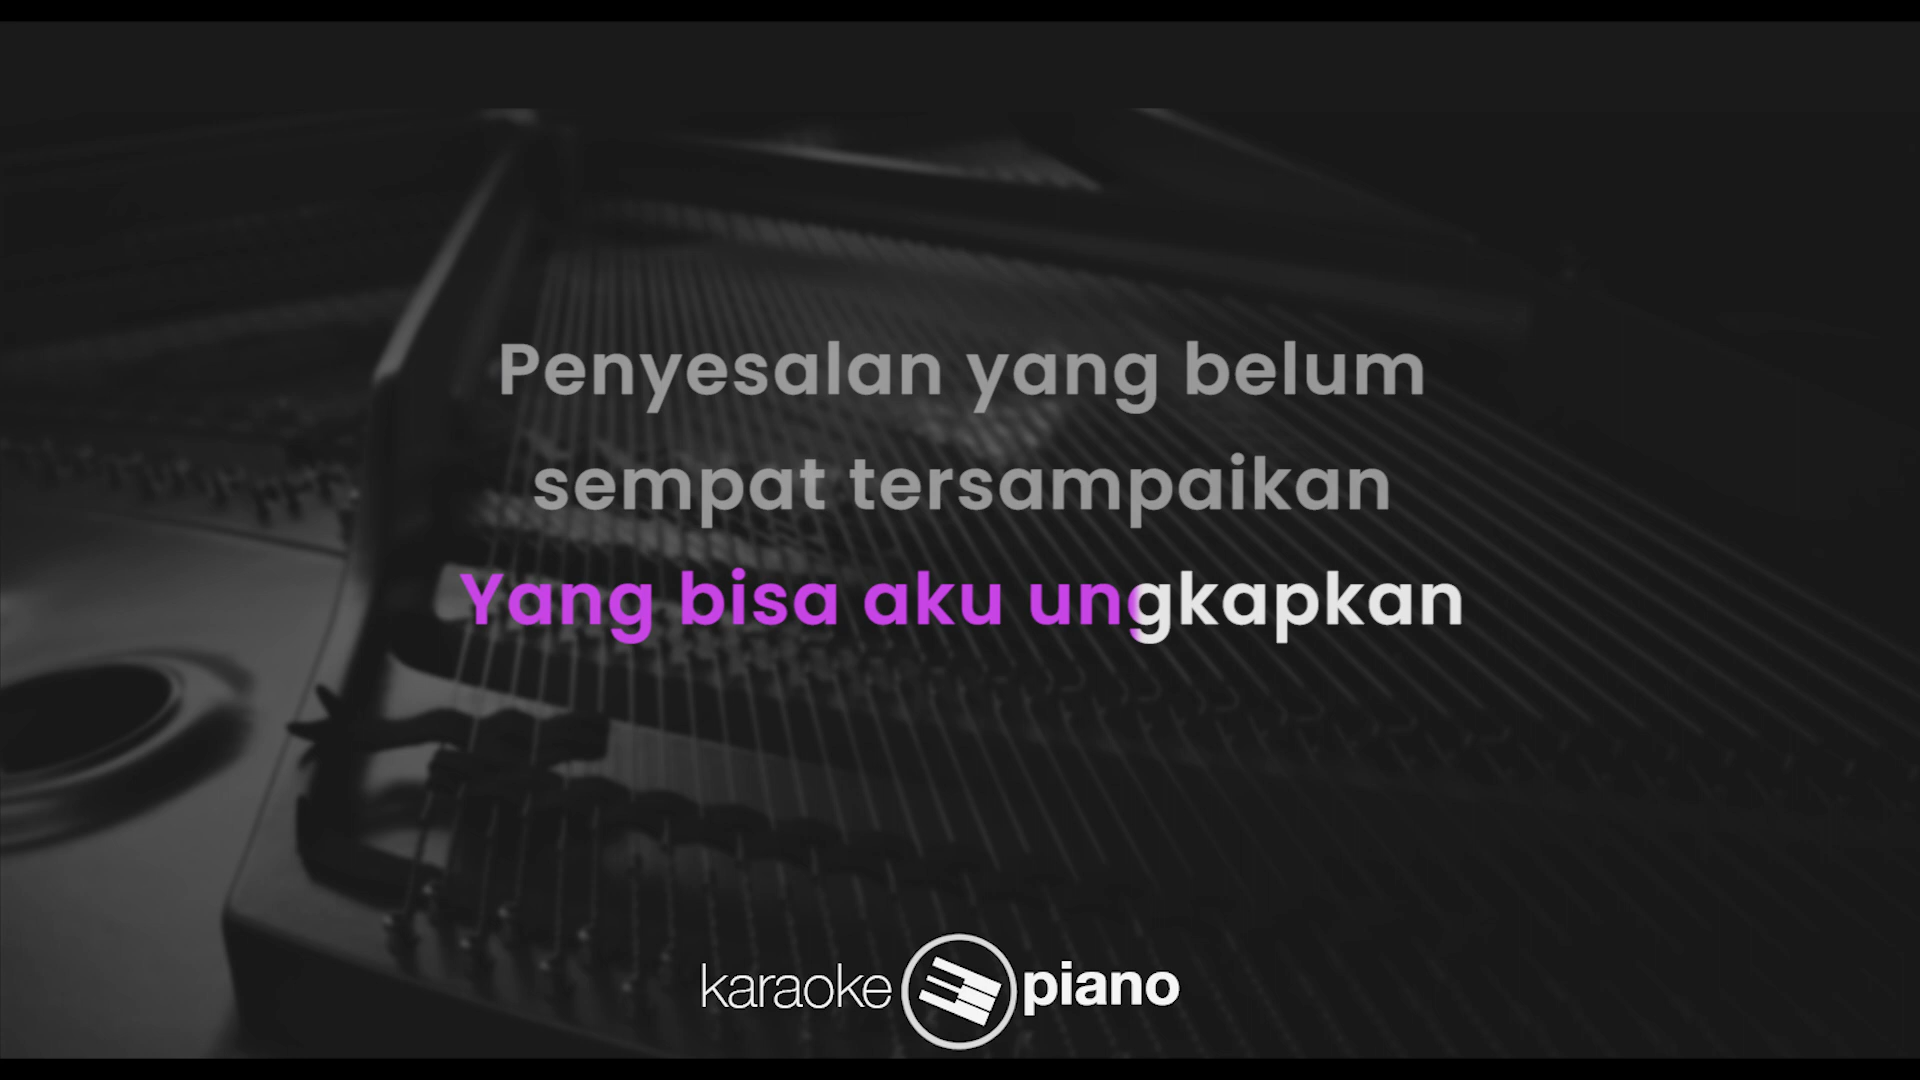 Penyesalan yang belum
sempat tersampaikan
Yang bisa aku ungkapkan
karaoke piano